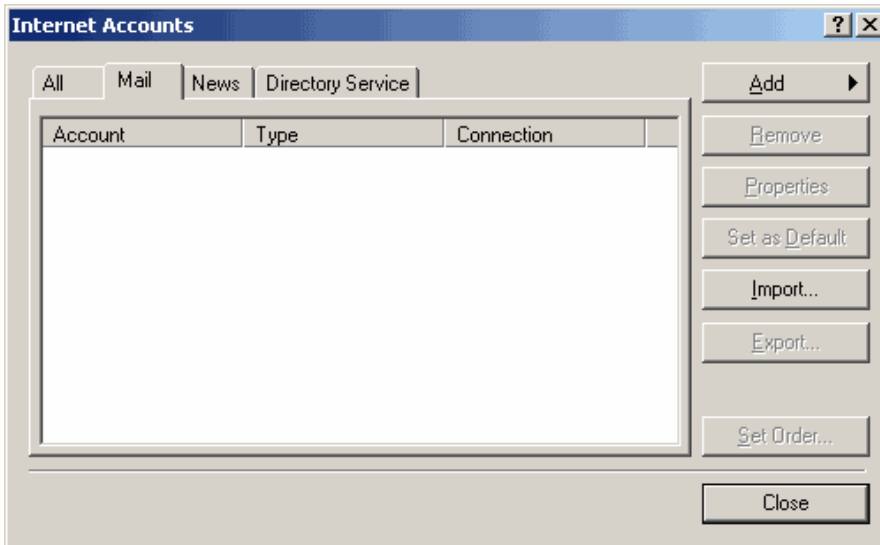 Internet Accounts
All Mail News Directory Service
Account Type Connection
Add
Remove
Properties
Set as Default
Import...
Export...
Set Order...
Close